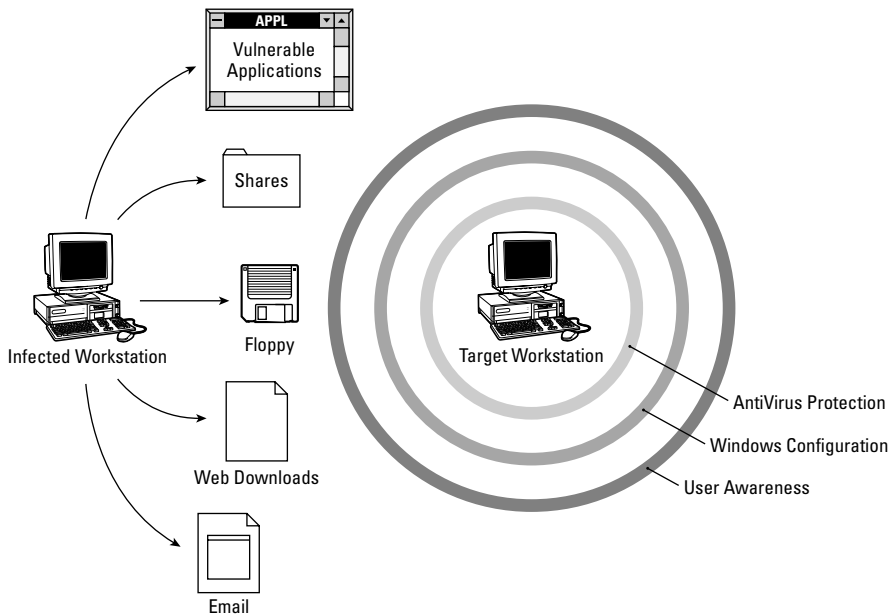 APPL
Vulnerable
Applications
Shares
Infected Workstation
Floppy
Web Downloads
Email
Target Workstation
AntiVirus Protection
Windows Configuration
User Awareness